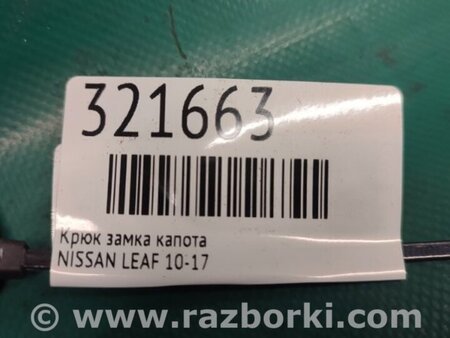 321663
Крюк замка капота
NISSAN LEAF 10-17
© www.razborki.com